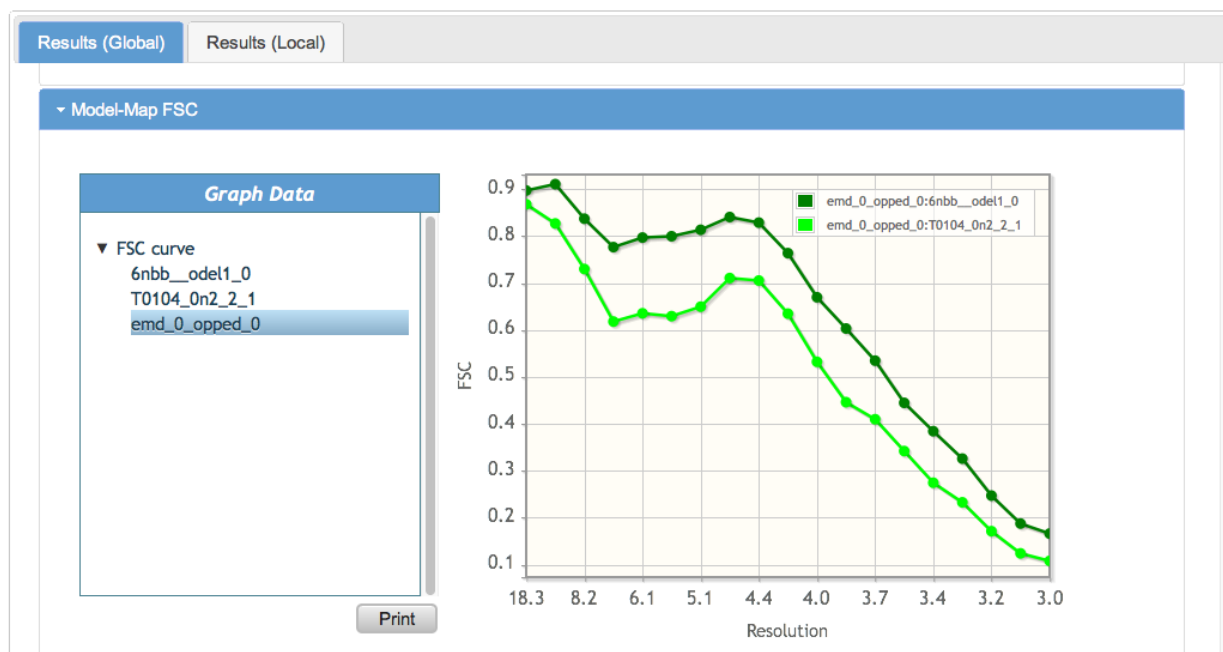 Results (Global)
Results (Local)
Model-Map FSC
Graph Data
▼ FSC curve
6nbb__odel1_0
T0104_0n2_2_1
emd_0_opped_0
Print
0.9
0.8
0.7
0.6
0.5
0.4
0.3
0.2
0.1
FSC
emd_0_opped_0:6nbb__odel1_0
emd_0_opped_0:T0104_0n2_2_1
18.3 8.2 6.1 5.1 4.4 4.0 3.7 3.4 3.2 3.0
Resolution